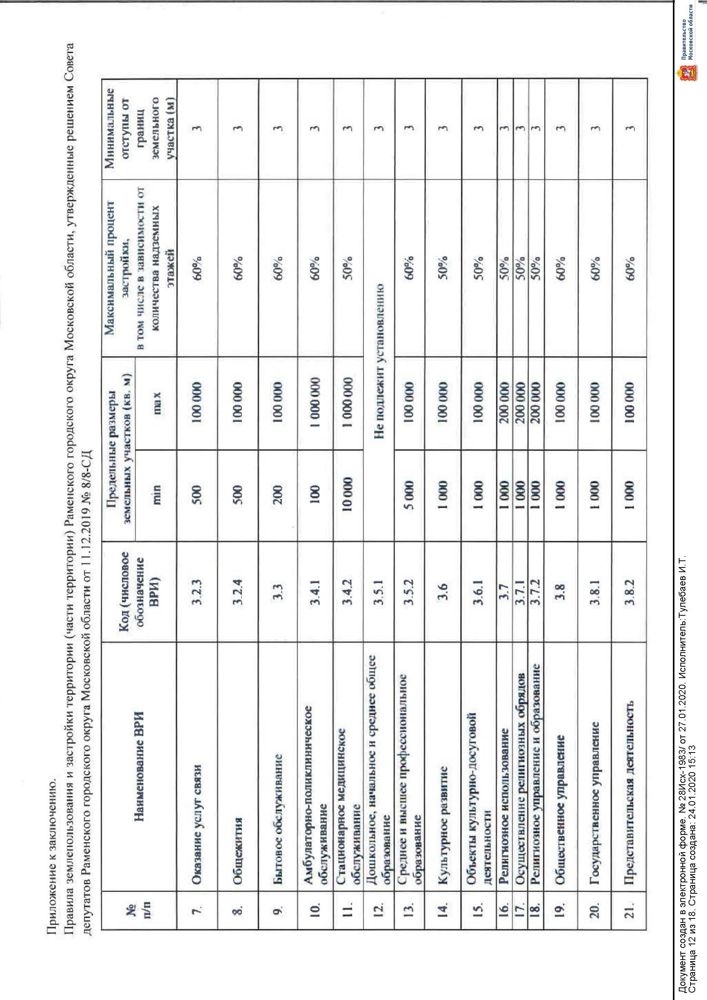 Приложение к заключению.
Правила землепользования и застройки территории (части территории) Раменского городского округа Московской области, утвержденные решением Совета
депутатов Раменского городского округа Московской области от 11.12.2019 № 8/8-СД
№
п/п
Наименование ВРИ
Код (числовое
обозначение
ВРИ)
Предельные размеры
земельных участков (кв. м)
min
max
Максимальный процент
застройки,
в том числе в зависимости от
количества надземных
этажей
Минимальные
отступы от
границ
земельного
участка (м)
7. Оказание услуг связи 3.2.3 500 100 000 60% 3
8. Общежития 3.2.4 500 100 000 60% 3
9. Бытовое обслуживание 3.3 200 100 000 60% 3
10. Амбулаторно-поликлиническое
обслуживание 3.4.1 100 1 000 000 60% 3
11. Стационарное медицинское
обслуживание 3.4.2 10 000 1 000 000 50% 3
12. Дошкольное, начальное и среднее общее
образование 3.5.1 Не подлежит установлению 3
13. Среднее и высшее профессиональное
образование 3.5.2 5 000 100 000 60% 3
14. Культурное развитие 3.6 1 000 100 000 50% 3
15. Объекты культурно-досуговой
деятельности 3.6.1 1 000 100 000 50% 3
16. Религиозное использование 3.7 1 000 200 000 50% 3
17. Осуществление религиозных обрядов 3.7.1 1 000 200 000 50% 3
18. Религиозное управление и образование 3.7.2 1 000 200 000 50% 3
19. Общественное управление 3.8 1 000 100 000 60% 3
20. Государственное управление 3.8.1 1 000 100 000 60% 3
21. Представительская деятельность 3.8.2 1 000 100 000 60% 3
Документ создан в электронной форме. № 28Исх-1983/ от 27.01.2020. Исполнитель:Тулебаев И.Т.
Страница 12 из 18. Страница создана: 24.01.2020 15:13
Правительство
Московской области